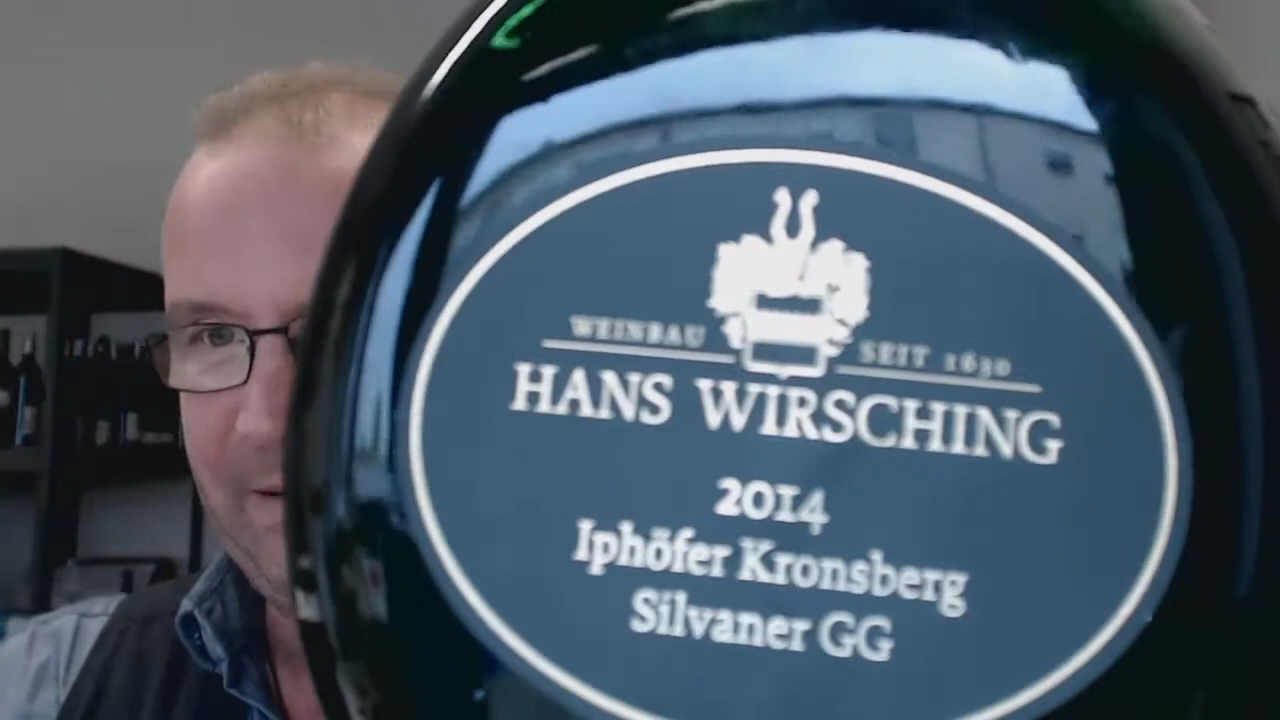 WEINBAU SEIT 1630
HANS WIRSCHING
2014
Iphöfer Kronsberg
Silvaner GG